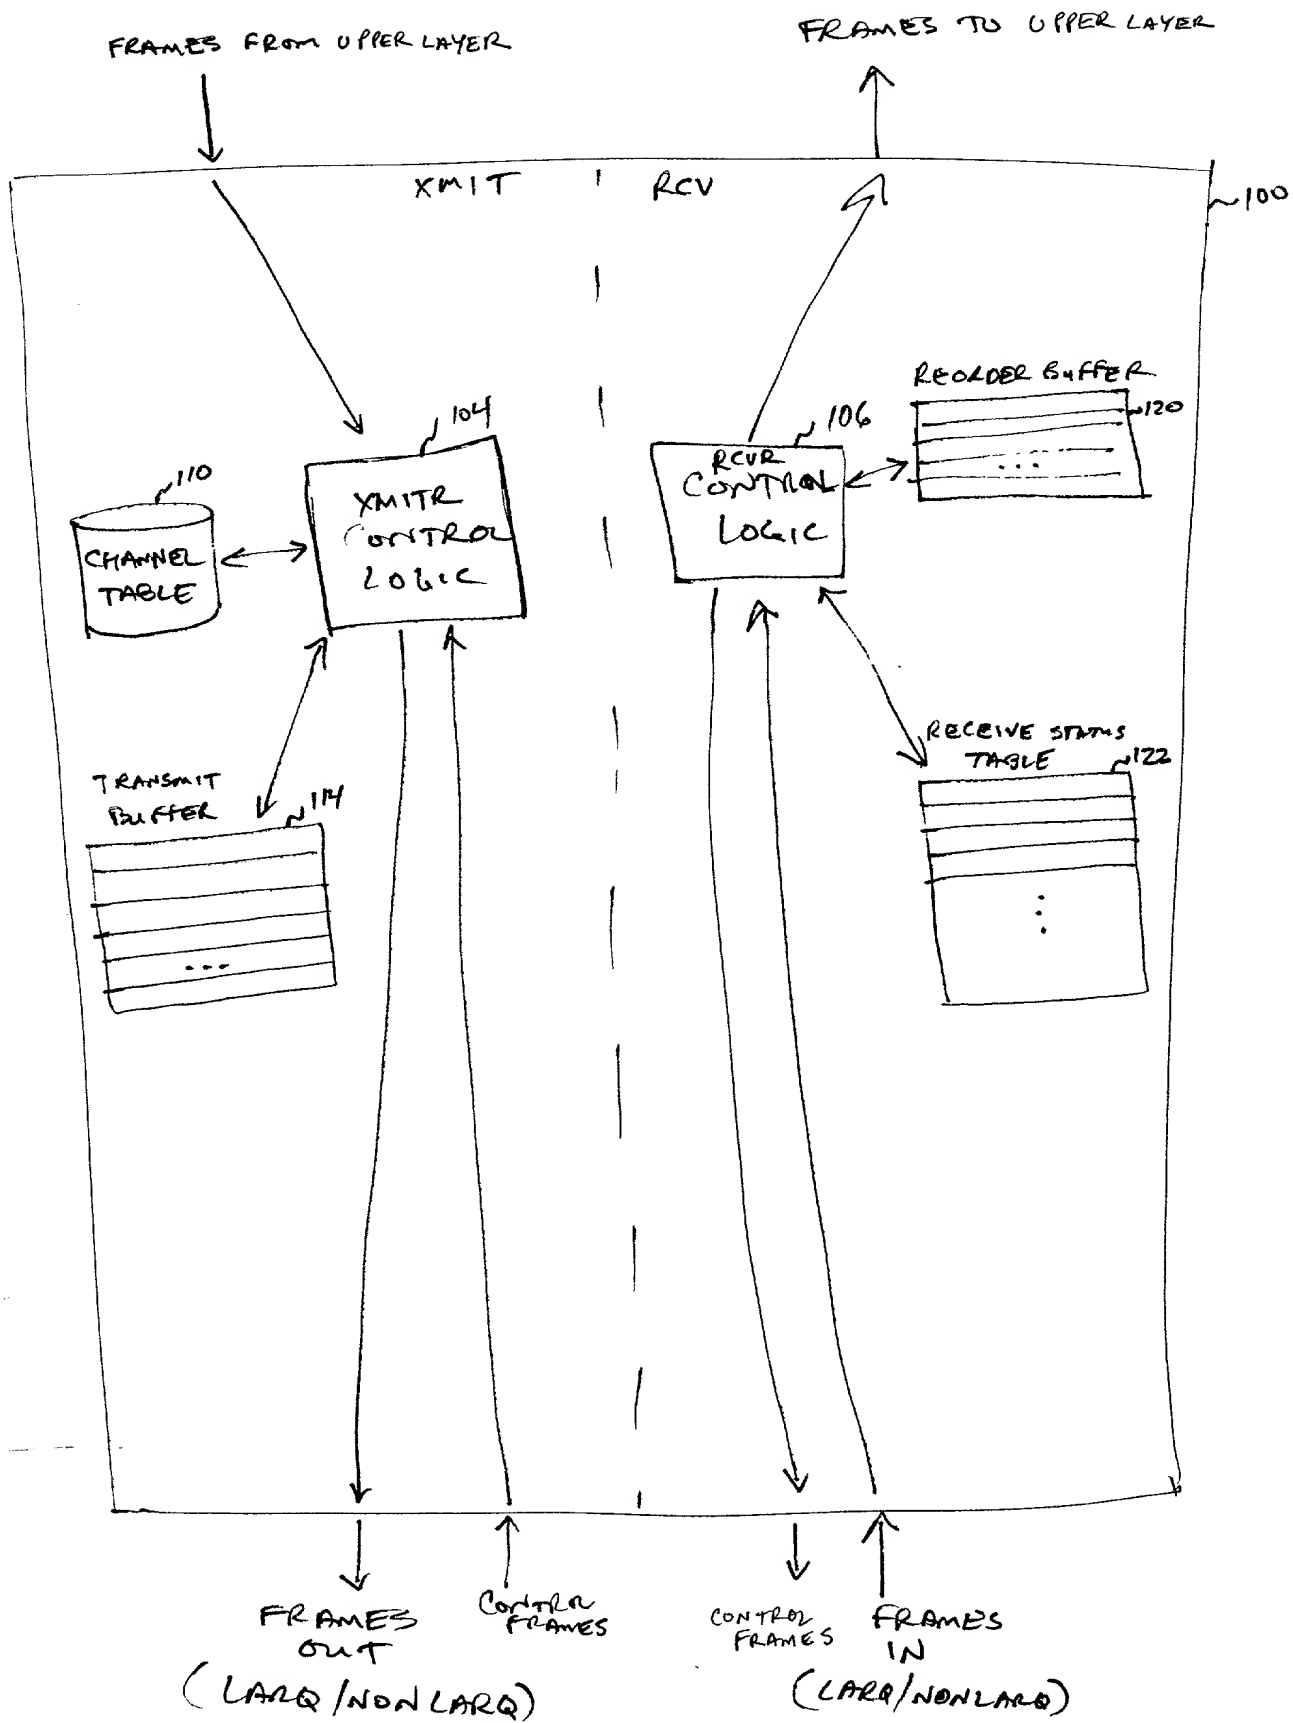 FRAMES FROM UPPER LAYER
FRAMES TO UPPER LAYER
XMIT
RCV
100
104
XMITR
CONTROL
LOGIC
110
CHANNEL
TABLE
TRANSMIT
BUFFER
114
106
RCVR
CONTROL
LOGIC
REORDER BUFFER
120
...
RECEIVE STATUS
TABLE
122
...
...
FRAMES
OUT
(LARQ/NONLARQ)
CONTROL
FRAMES
CONTROL
FRAMES
FRAMES
IN
(LARQ/NONLARQ)